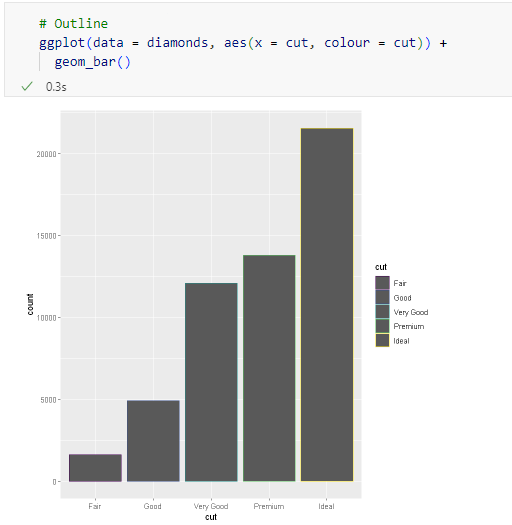 # Outline
ggplot(data = diamonds, aes(x = cut, colour = cut)) +
geom_bar()
✓ 0.3s
20000
15000
10000
5000
0
count
Fair Good Very Good Premium Ideal
cut
cut
Fair
Good
Very Good
Premium
Ideal